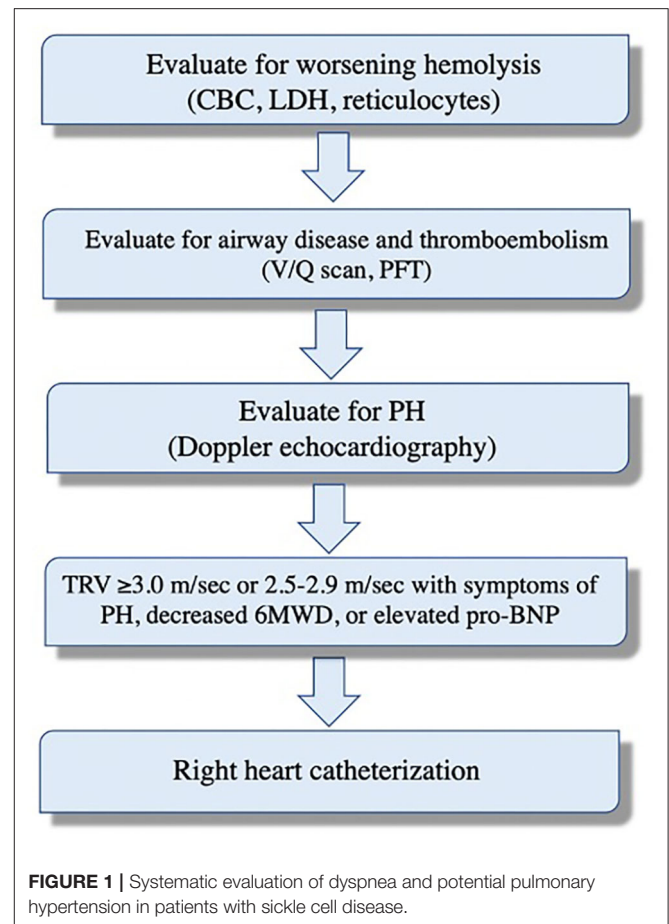 Evaluate for worsening hemolysis
(CBC, LDH, reticulocytes)
Evaluate for airway disease and thromboembolism
(V/Q scan, PFT)
Evaluate for PH
(Doppler echocardiography)
TRV ≥3.0 m/sec or 2.5-2.9 m/sec with symptoms of
PH, decreased 6MWD, or elevated pro-BNP
Right heart catheterization
FIGURE 1 | Systematic evaluation of dyspnea and potential pulmonary
hypertension in patients with sickle cell disease.